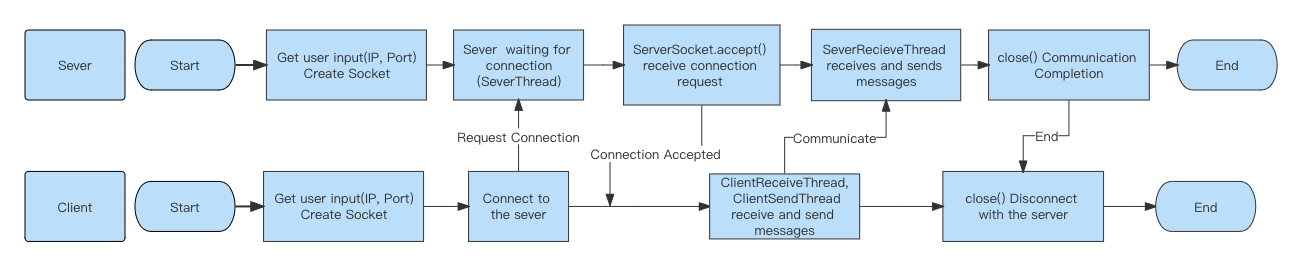 Sever
Start
Get user input(IP, Port)
Create Socket
Sever waiting for
connection
(SeverThread)
ServerSocket.accept()
receive connection
request
SeverRecieveThread
receives and sends
messages
close() Communication
Completion
End
Request Connection
Connection Accepted
Communicate
End
Client
Start
Get user input(IP, Port)
Create Socket
Connect to
the sever
ClientReceiveThread,
ClientSendThread
receive and send
messages
close() Disconnect
with the server
End